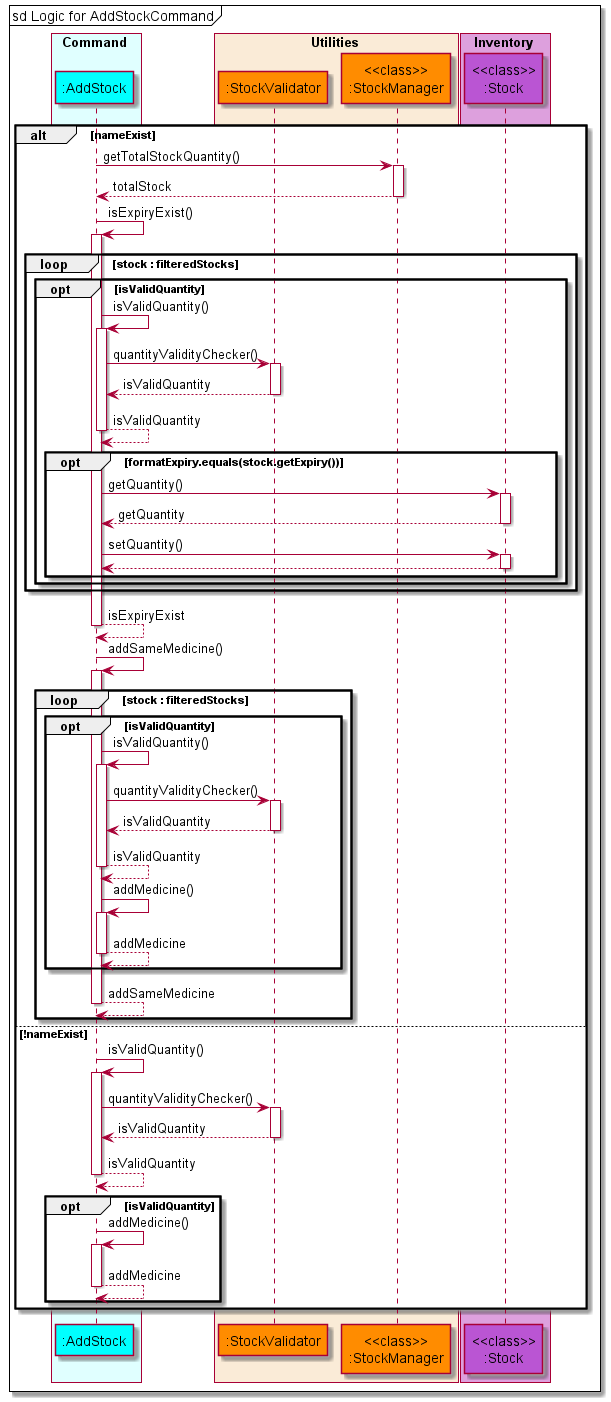 sd Logic for AddStockCommand
Command
Utilities
Inventory
:AddStock
:StockValidator
<<class>>
:StockManager
<<class>>
:Stock
alt [nameExist]
getTotalStockQuantity()
totalStock
isExpiryExist()
loop [stock : filteredStocks]
opt [isValidQuantity]
isValidQuantity()
quantityValidityChecker()
isValidQuantity
isValidQuantity
opt [formatExpiry.equals(stock.getExpiry())]
getQuantity()
getQuantity
setQuantity()
isExpiryExist
addSameMedicine()
loop [stock : filteredStocks]
opt [isValidQuantity]
isValidQuantity()
quantityValidityChecker()
isValidQuantity
isValidQuantity
addMedicine()
addMedicine
addSameMedicine
[!nameExist]
isValidQuantity()
quantityValidityChecker()
isValidQuantity
isValidQuantity
opt [isValidQuantity]
addMedicine()
addMedicine
:AddStock
:StockValidator
<<class>>
:StockManager
<<class>>
:Stock